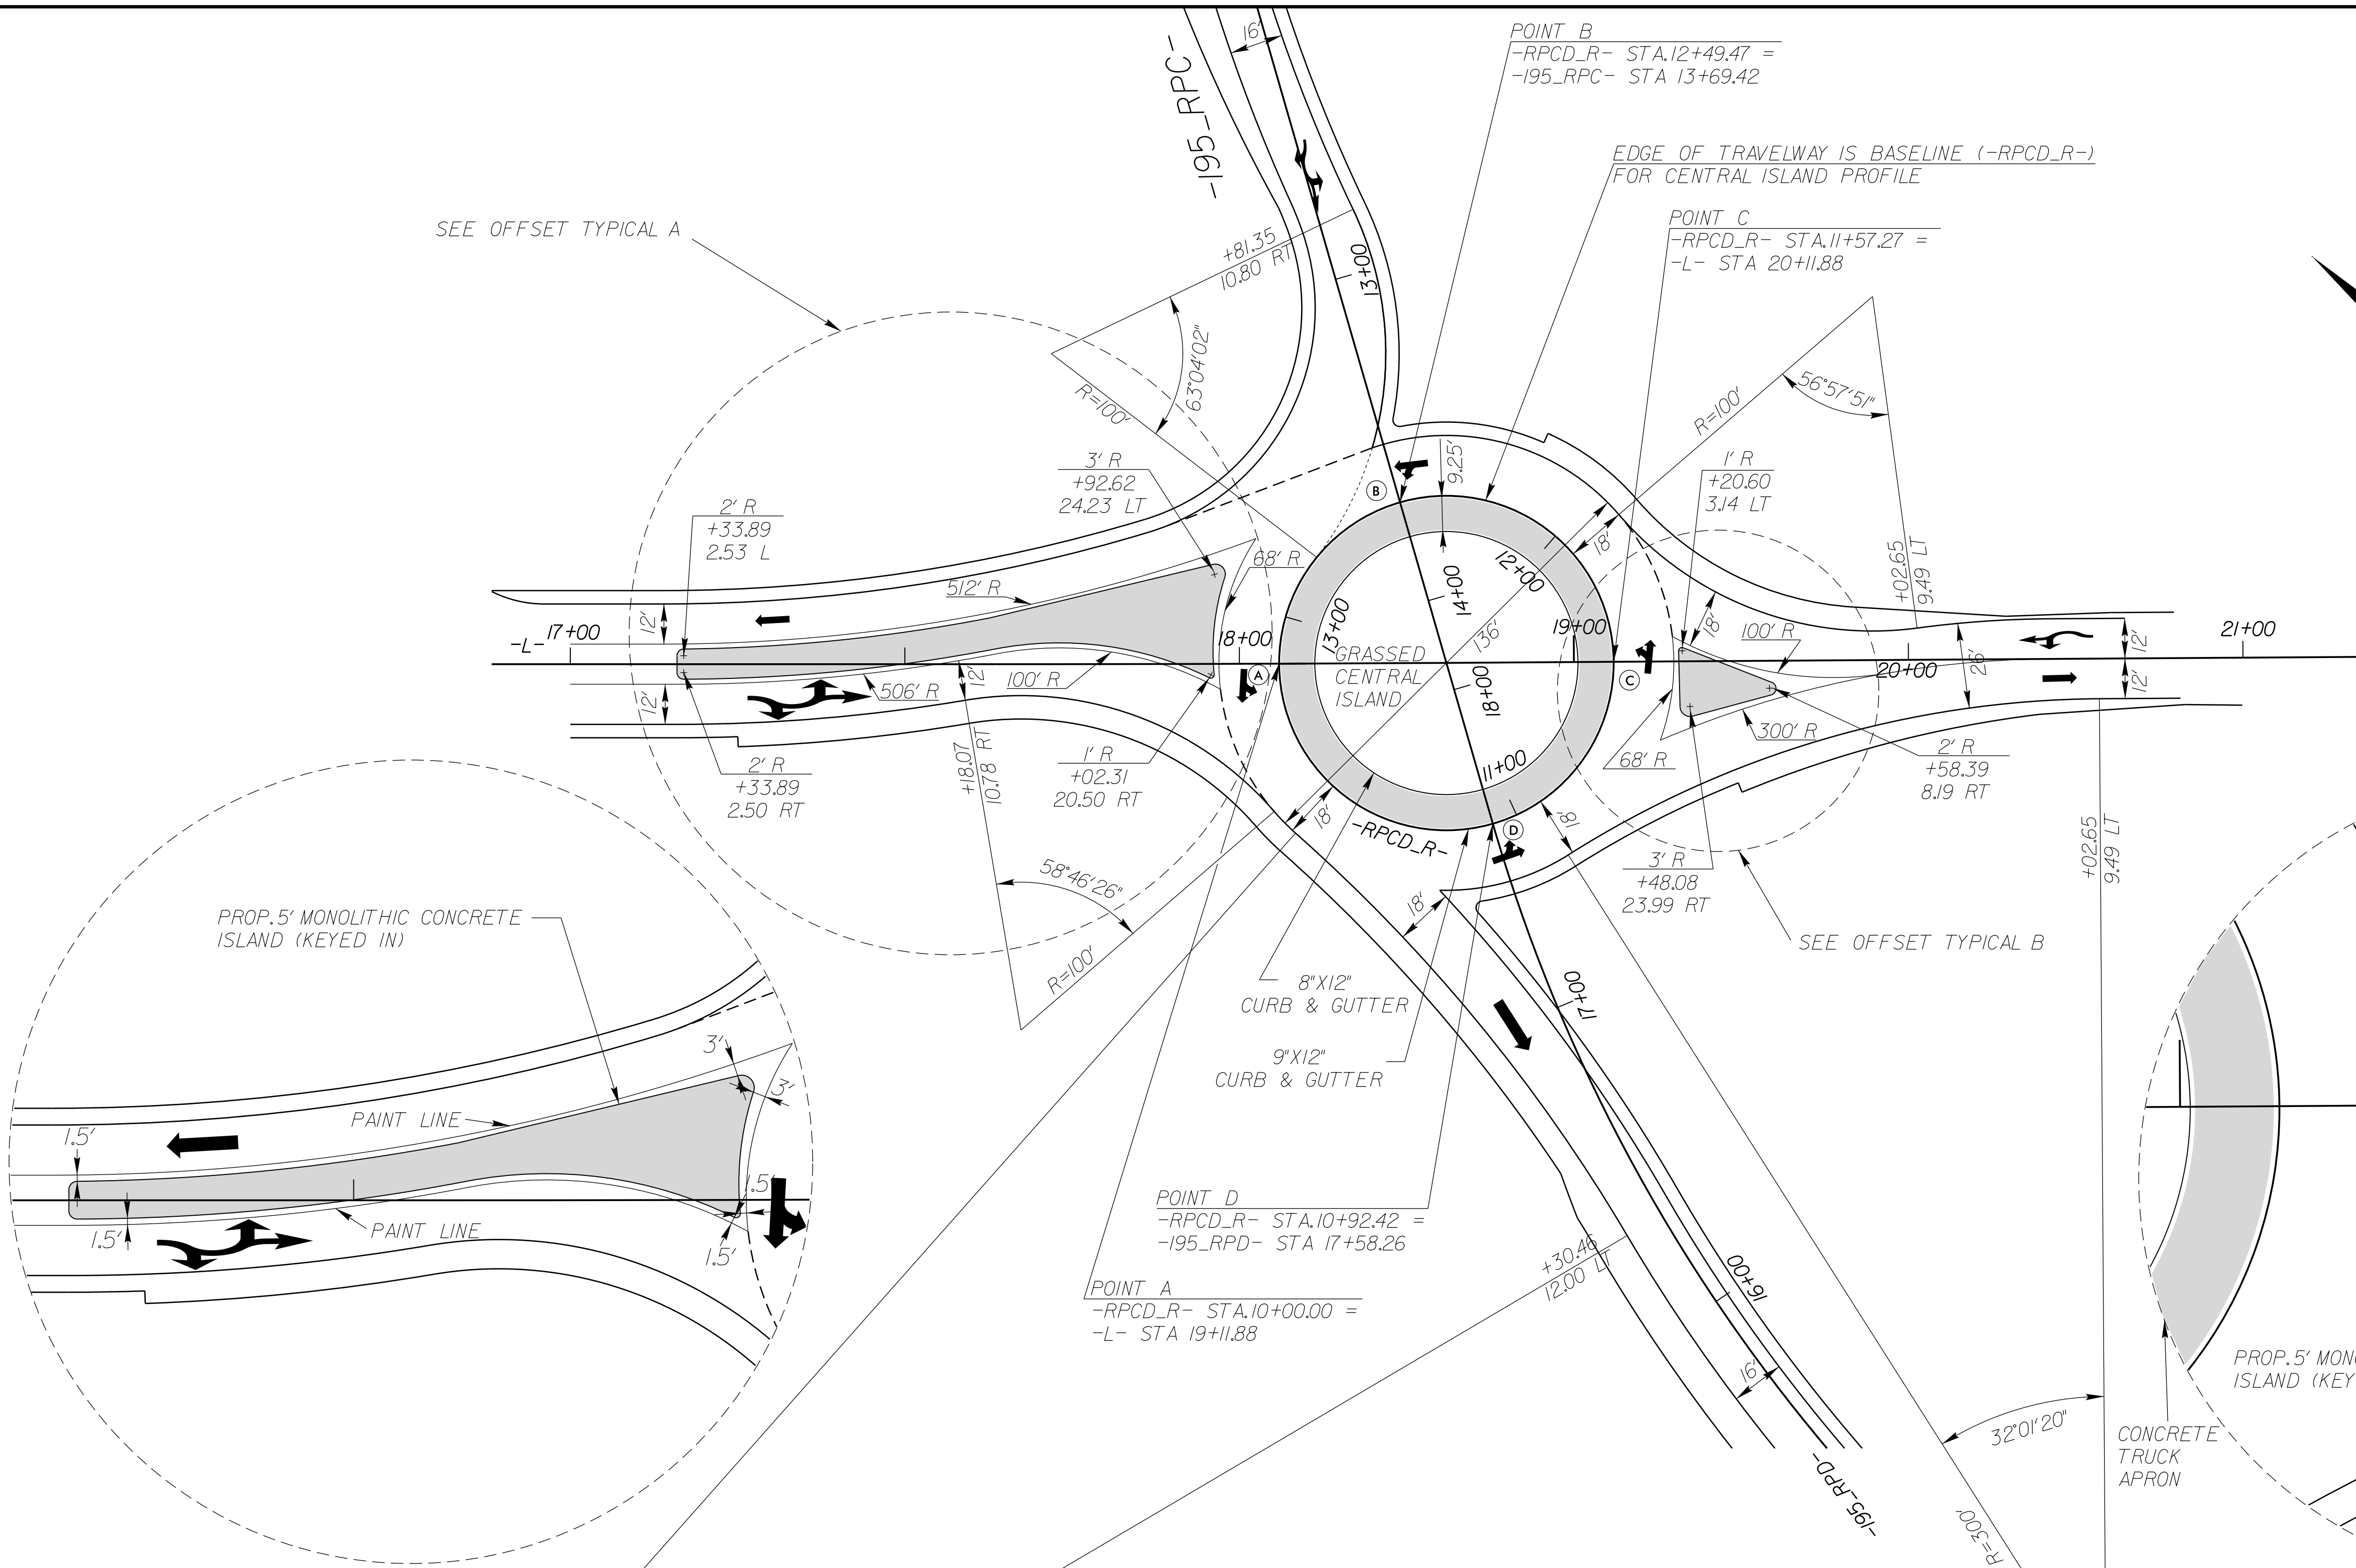 -I95_RPC-
16'
POINT B
-RPCD_R- STA.12+49.47 =
-I95_RPC- STA 13+69.42
EDGE OF TRAVELWAY IS BASELINE (-RPCD_R-)
FOR CENTRAL ISLAND PROFILE
POINT C
-RPCD_R- STA.11+57.27 =
-L- STA 20+11.88
SEE OFFSET TYPICAL A
+81.35
10.80 RT
13+00
63°04'02"
R=100'
R=100'
56°57'51"
3' R
+92.62
24.23 LT
1' R
+20.60
3.14 LT
9.25'
2' R
+33.89
2.53 L
B
68' R
512' R
18'
12+00
14+00
+02.65
9.49 LT
12'
-L-
17+00
18+00
13+00
136'
19+00
18'
100' R
12'
21+00
GRASSED
CENTRAL
ISLAND
A
C
20+00
26'
12'
12'
12'
506' R
100' R
18+00
68' R
300' R
2' R
+33.89
2.50 RT
+18.07
10.78 RT
1' R
+02.31
20.50 RT
11+00
2' R
+58.39
8.19 RT
18'
-RPCD_R-
D
18'
3' R
+48.08
23.99 RT
+02.65
9.49 LT
58°46'26"
R=100'
18'
SEE OFFSET TYPICAL B
PROP. 5' MONOLITHIC CONCRETE
ISLAND (KEYED IN)
8"X12"
CURB & GUTTER
17+00
9"X12"
CURB & GUTTER
3'
3'
PAINT LINE
1.5'
1.5'
PAINT LINE
1.5'
1.5'
POINT D
-RPCD_R- STA.10+92.42 =
-I95_RPD- STA 17+58.26
+30.46
12.00 LT
16+00
POINT A
-RPCD_R- STA.10+00.00 =
-L- STA 19+11.88
16'
PROP. 5' MON
ISLAND (KEY
32°01'20"
CONCRETE
TRUCK
APRON
-I95_RPD-
R=300'